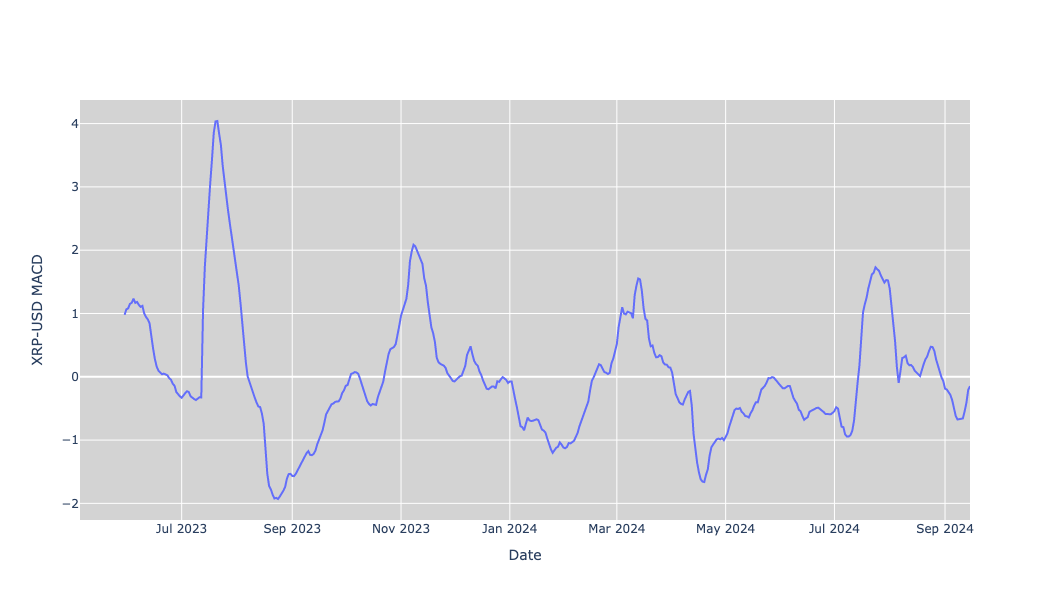 XRP-USD MACD
4
3
2
1
0
−1
−2
Jul 2023
Sep 2023
Nov 2023
Jan 2024
Mar 2024
May 2024
Jul 2024
Sep 2024
Date